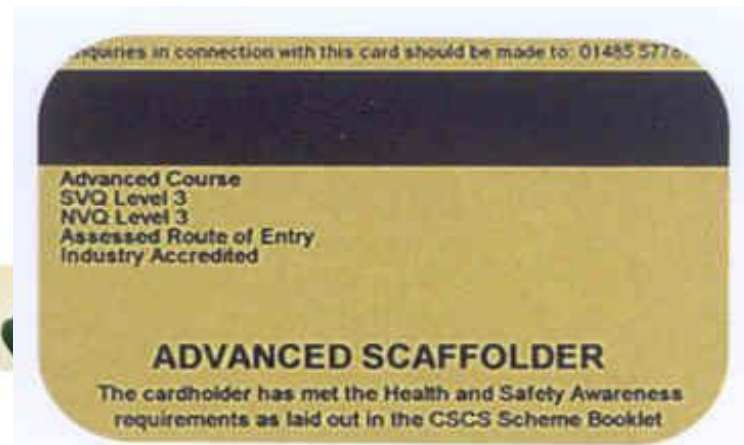 in connection with this card should be made to: 01485
Advanced Course
SVQ Level 3
NVQ Level 3
Assessed Route of Entry
Industry Accredited
ADVANCED SCAFFOLDER
The cardholder has met the Health and Safety Awareness
requirements as laid out in the CSCS Scheme Booklet